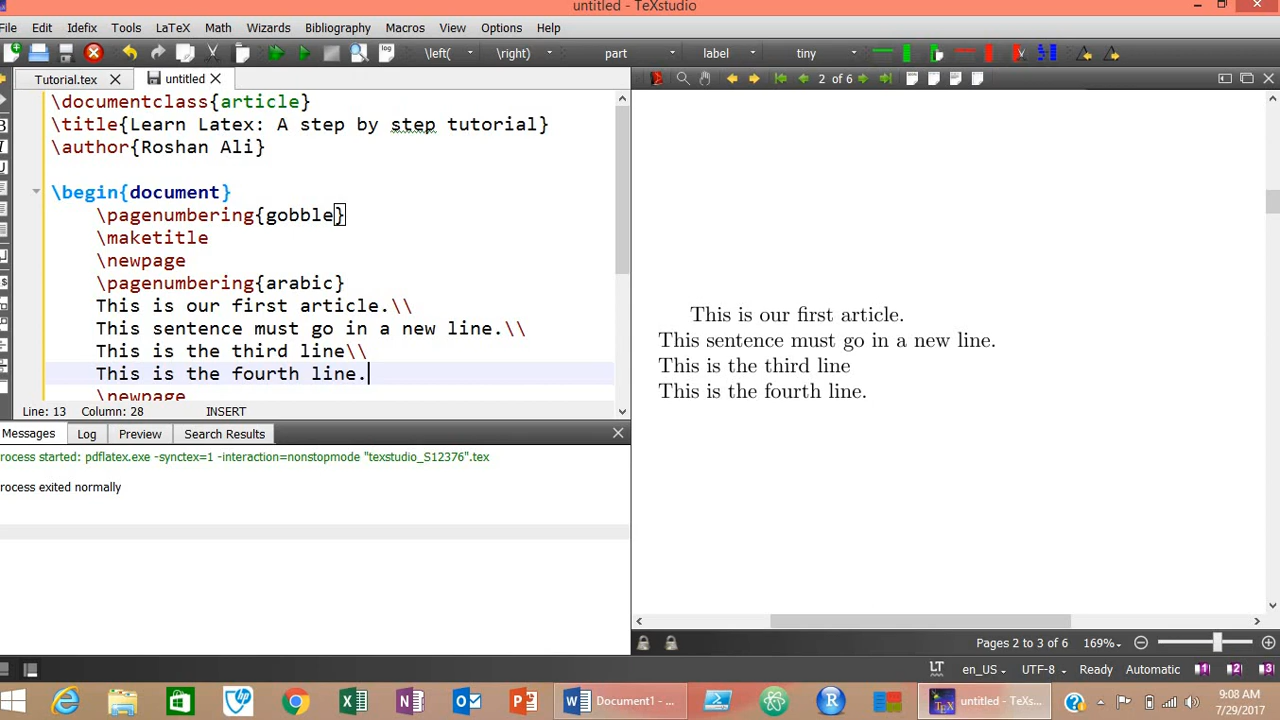 untitled - TeXstudio
File Edit Idefix Tools LaTeX Math Wizards Bibliography Macros View Options Help
\left( \right) part label tiny
Tutorial.tex untitled 2 of 6
\documentclass{article}
\title{Learn Latex: A step by step tutorial}
\author{Roshan Ali}
\begin{document}
\pagenumbering{gobble}
\maketitle
\newpage
\pagenumbering{arabic}
This is our first article.\\
This sentence must go in a new line.\\
This is the third line\\
This is the fourth line.
\newpage
Line: 13 Column: 28 INSERT
Messages Log Preview Search Results
rocess started: pdflatex.exe -synctex=1 -interaction=nonstopmode "texstudio_S12376".tex
rocess exited normally
This is our first article.
This sentence must go in a new line.
This is the third line
This is the fourth line.
Pages 2 to 3 of 6 169%
LT en_US UTF-8 Ready Automatic 1 2 3
Document1 - ... untitled - TeXs...
9:08 AM
7/29/2017